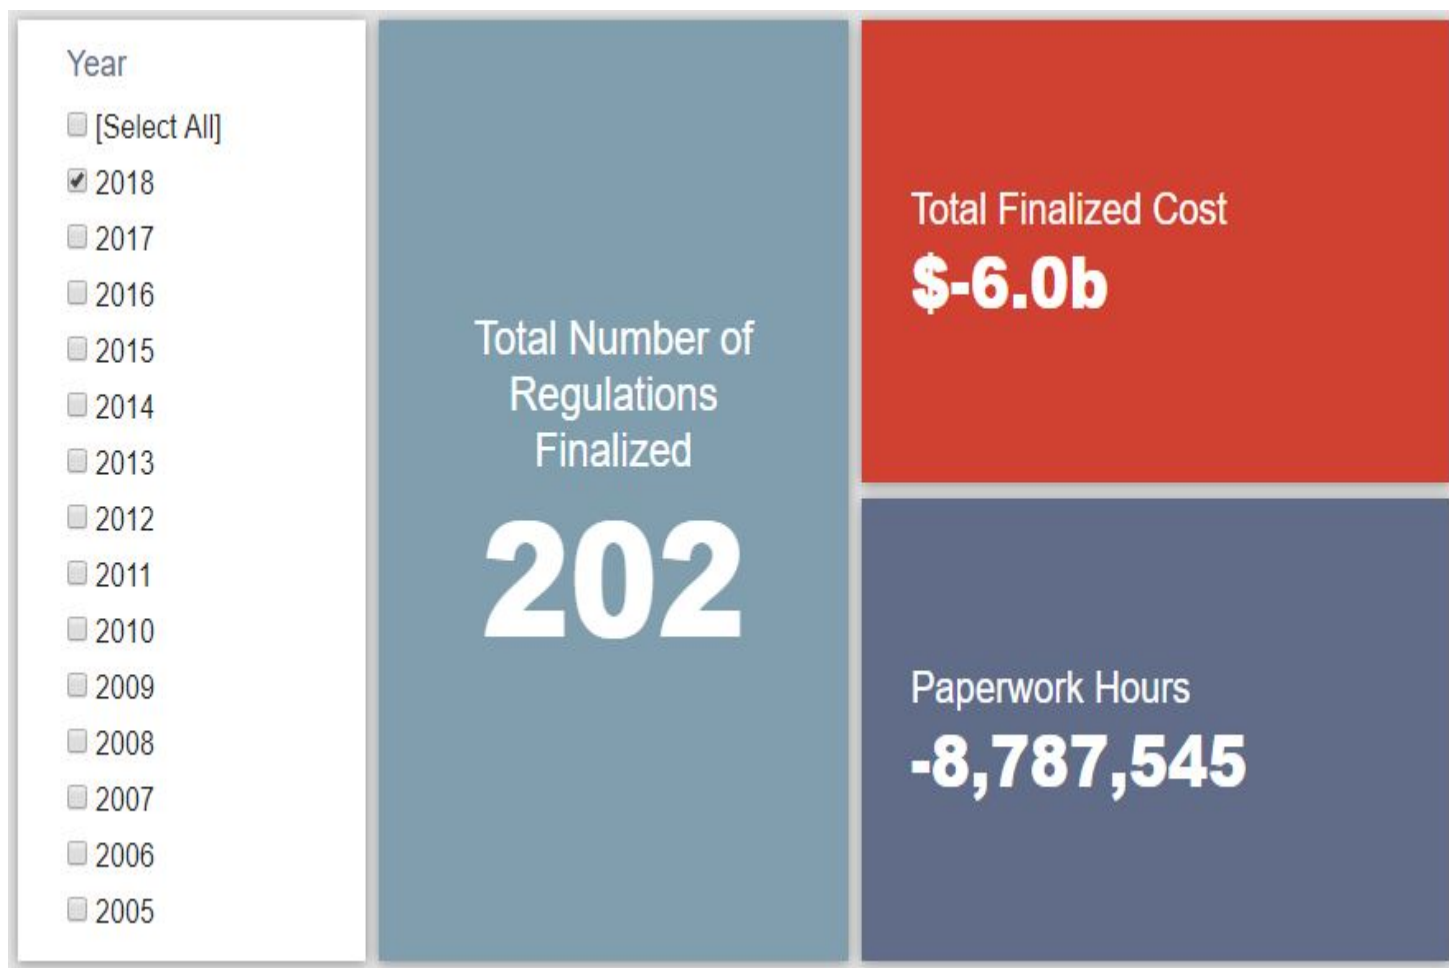 Year
[Select All]
2018
2017
2016
2015
2014
2013
2012
2011
2010
2009
2008
2007
2006
2005
Total Number of
Regulations
Finalized
202
Total Finalized Cost
$-6.0b
Paperwork Hours
-8,787,545